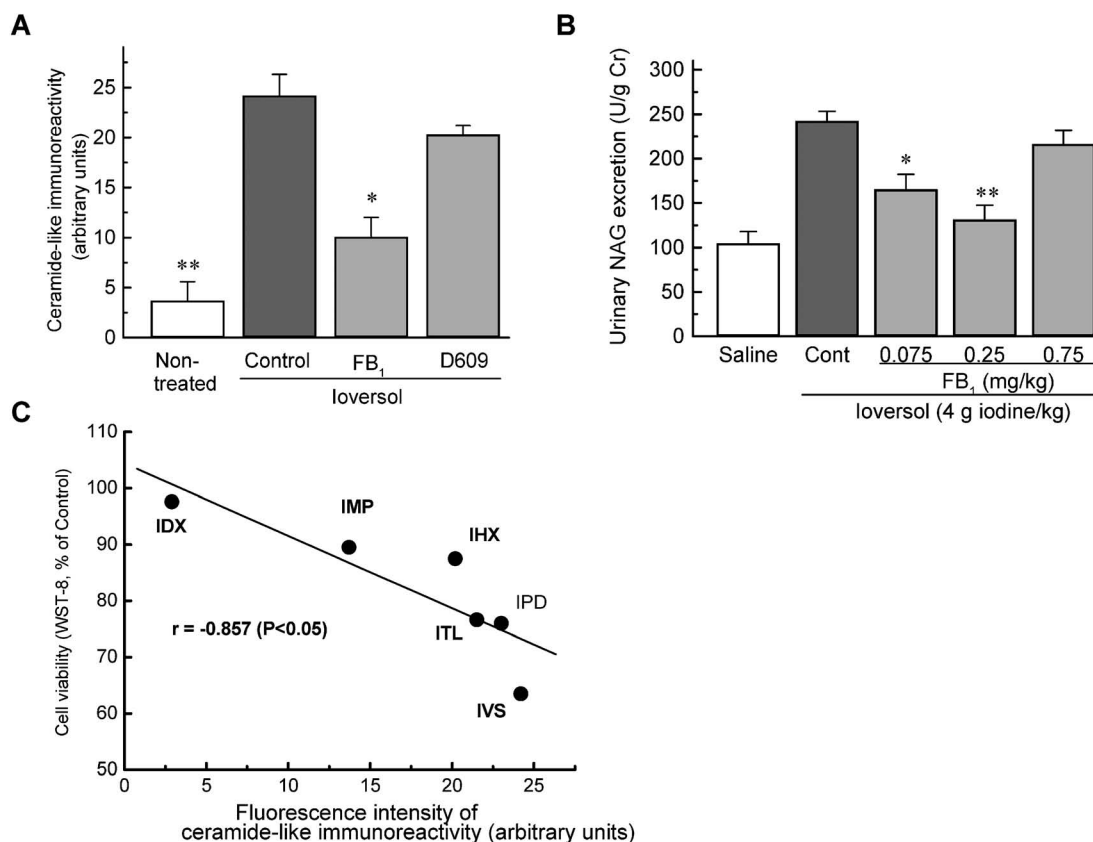 A
Ceramide-like immunoreactivity
(arbitrary units)
25
20
15
10
5
0
**
*
Non-
treated
Control
FB1
D609
Ioversol
B
Urinary NAG excretion (U/g Cr)
300
250
200
150
100
50
0
*
**
Saline
Cont
0.075
0.25
0.75
FB1 (mg/kg)
Ioversol (4 g iodine/kg)
C
Cell viability (WST-8, % of Control)
110
100
90
80
70
60
50
IDX
IMP
IHX
IPD
ITL
IVS
r = -0.857 (P<0.05)
0 5 10 15 20 25
Fluorescence intensity of
ceramide-like immunoreactivity (arbitrary units)